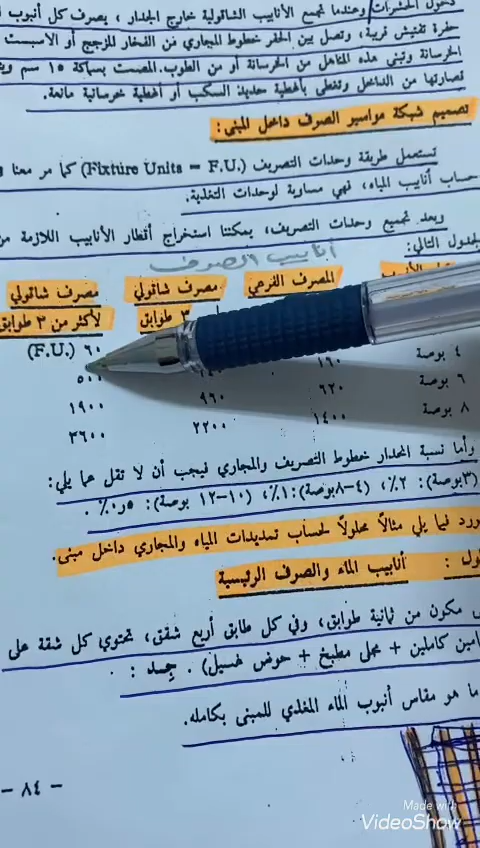 دخول الحشرات وعندما تجمع الأنابيب الشاقولية خارج الجدار، يصرف كل أنبوب
حفرة تفتيش قريبة، وتصل بين الحفر خطوط المجاري من الفخار المزجج أو الاسبست
الخرسانة وتبنى هذه المناهل من الخرسانة أو من الطوب. المصمت بسماكة ١٥ سم
قصارتها من الداخل وتغطى بأغطية حديد السكب أو أغطية خرسانية مانعة.
تصميم شبكة مواسير الصرف داخل المبنى:
تستعمل طريقة وحدات التصريف (Fixture Units = F.U.) كما مر معنا
حساب أنابيب المياه، فهي مساوية لوحدات التغذية.
وبعد تجميع وحدات التصريف، يمكننا استخراج أقطار الأنابيب اللازمة من
الجدول التالي:
أنابيب الصرف
المصرف الفرعي مصرف شاقولي مصرف شاقولي
٣ طوابق لأكثر من ٣ طوابق
٦٠ (F.U.)
٤ بوصة ١٦٠ ٥٠٠
٦ بوصة ٦٢٠ ٩٦٠ ١٩٠٠
٨ بوصة ١٤٠٠ ٢٢٠٠ ٣٦٠٠
وأما نسبة انحدار خطوط التصريف والمجاري فيجب أن لا تقل عما يلي:
(٣بوصة): ٢٪، (٤-٨بوصة): ١٪، (١٠-١٢ بوصة): ٥ر٠٪ .
نورد فيما يلي مثالاً محلولاً لحساب تمديدات المياه والمجاري داخل مبنى.
أنابيب الماء والصرف الرئيسية
مكون من ثمانية طوابق، وفي كل طابق أربع شقق، تحتوي كل شقة على
كاملين + مجلى مطبخ + حوض غسيل) . جد :
ما هو مقاس أنبوب الماء المغذي للمبنى بكامله.
- ٨٤ -
Made with
VideoShow